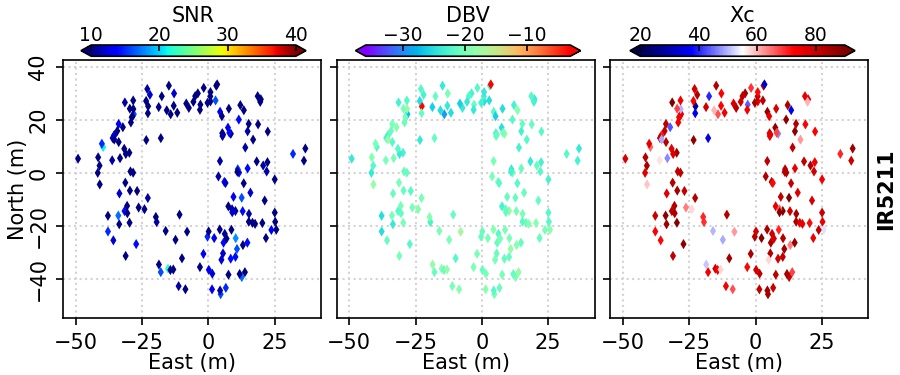 SNR DBV Xc
10 20 30 40 −30 −20 −10 20 40 60 80
40
20
0
−20
−40
North (m)
−50 −25 0 25 −50 −25 0 25 −50 −25 0 25
East (m) East (m) East (m)
IR5211